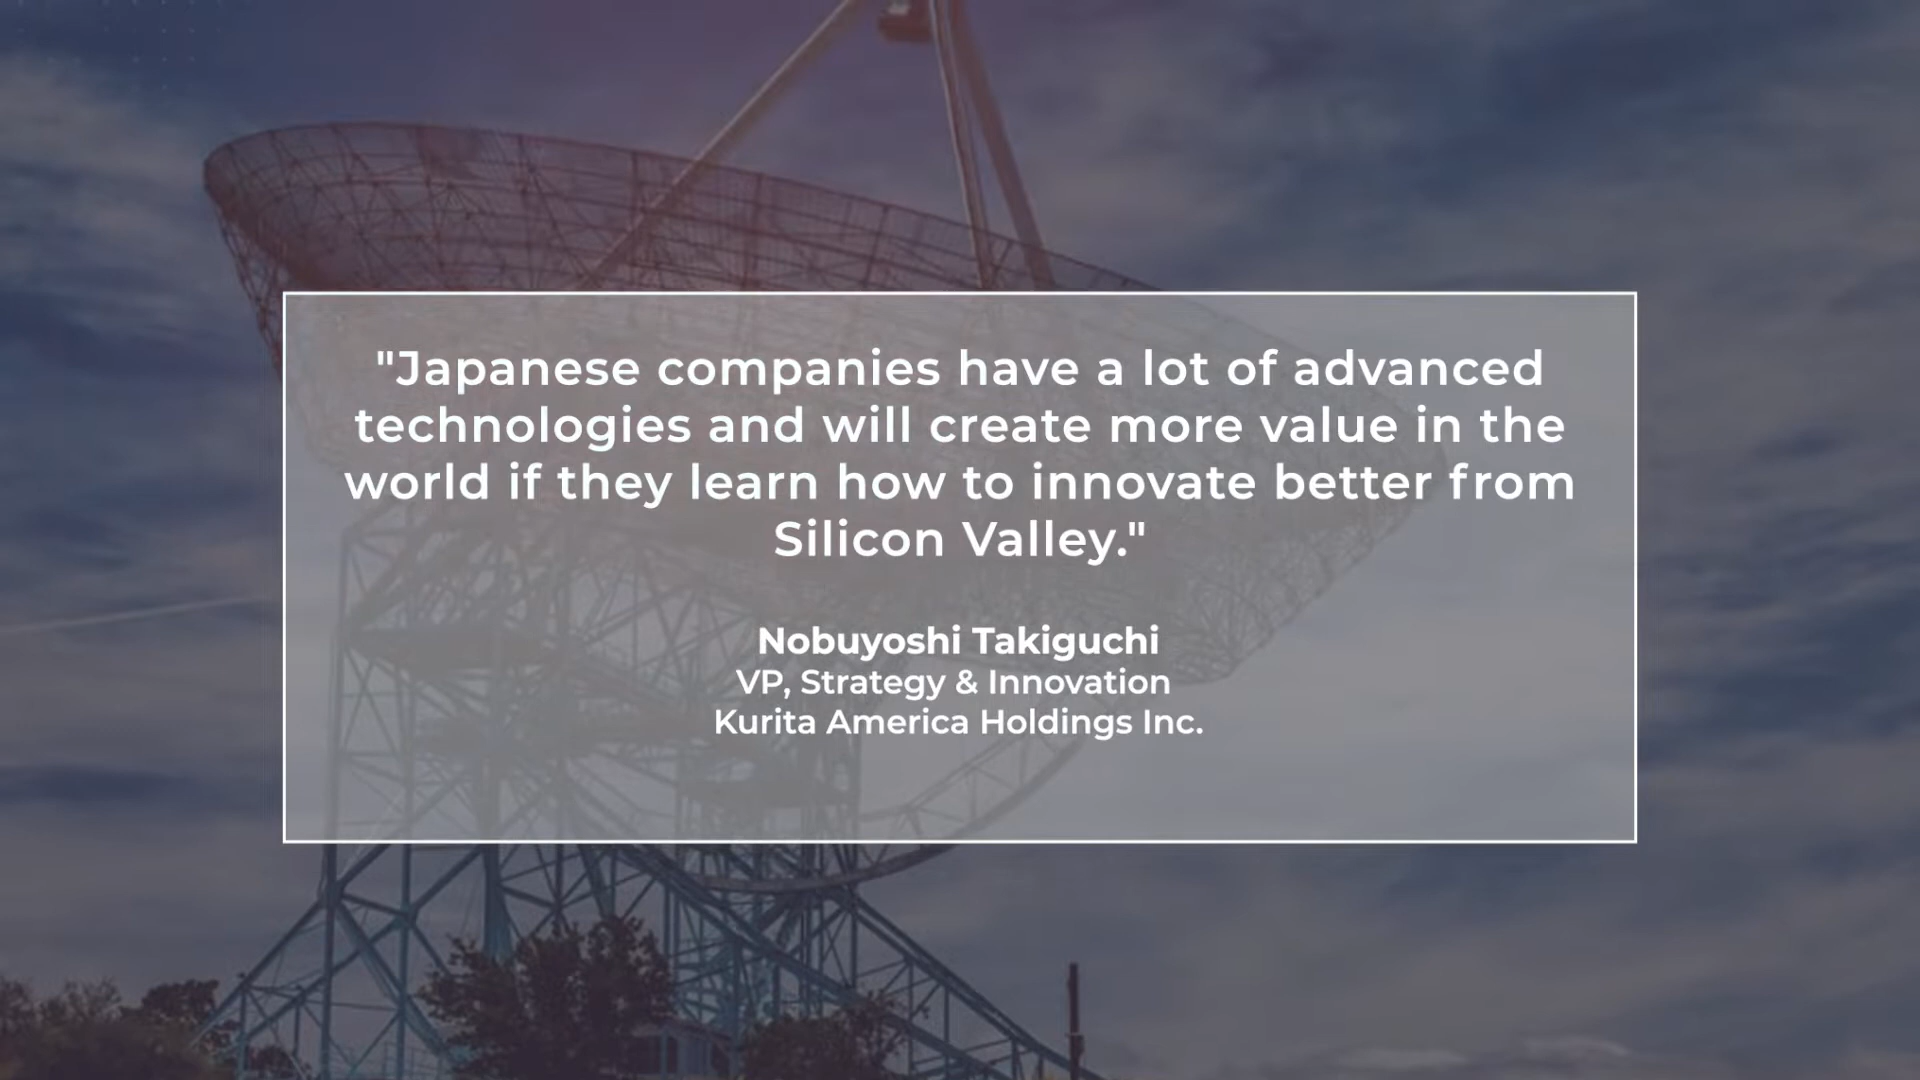 "Japanese companies have a lot of advanced
technologies and will create more value in the
world if they learn how to innovate better from
Silicon Valley."
Nobuyoshi Takiguchi
VP, Strategy & Innovation
Kurita America Holdings Inc.